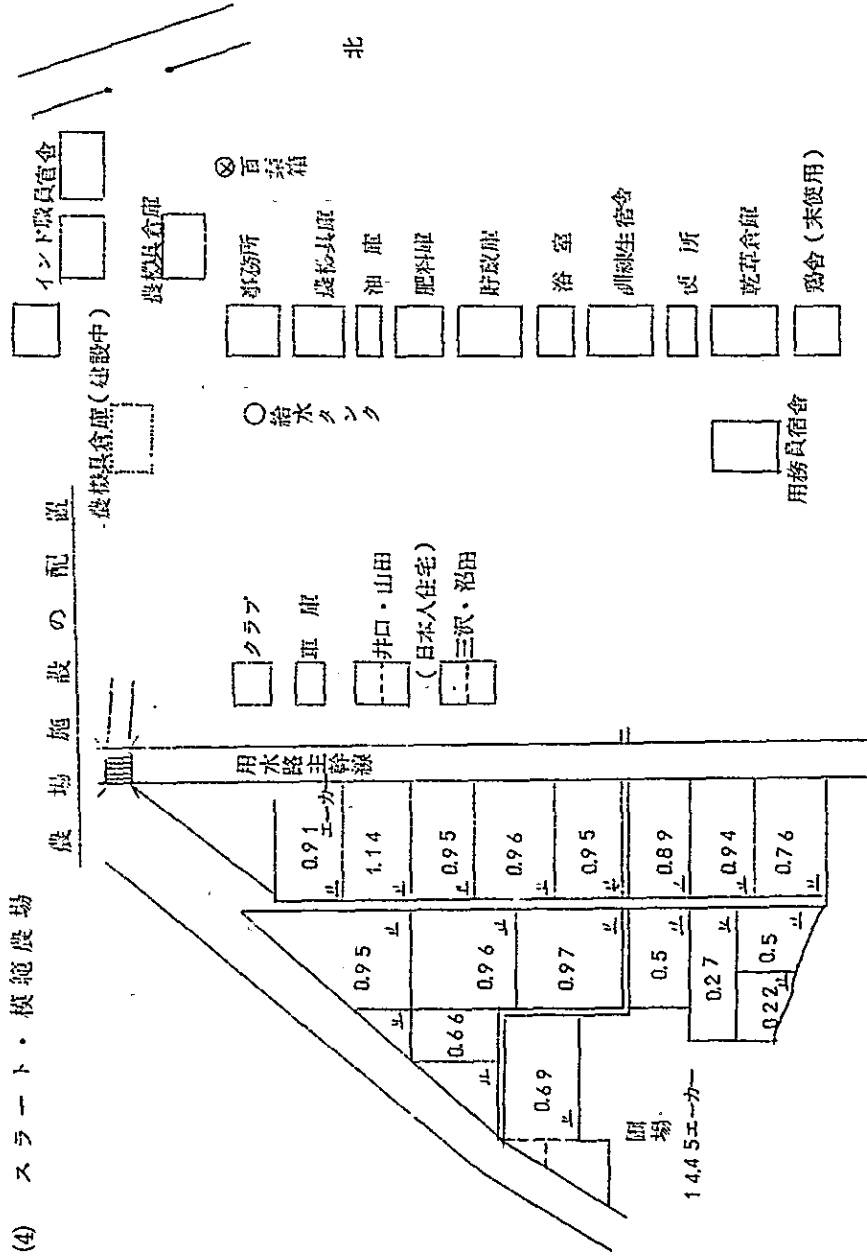 (4) スラート・模範農場
農場施設の配置
農機具倉庫(建設中)
インド職員宿舎
農機具倉庫
事務所
百葉箱
農機具庫
油庫
肥料庫
貯蔵庫
浴室
訓練生宿舎
便所
乾草倉庫
鶏舎(未使用)
北
給水タンク
用務員宿舎
クラブ
車庫
井口・山田
(日本人住宅)
三沢・沼田
用水路主幹線
0.91
エーカー
1.14
0.95
0.96
0.95
0.89
0.94
0.76
0.95
0.96
0.97
0.5
0.27
0.5
0.22
0.66
0.69
圃場
14.45エーカー